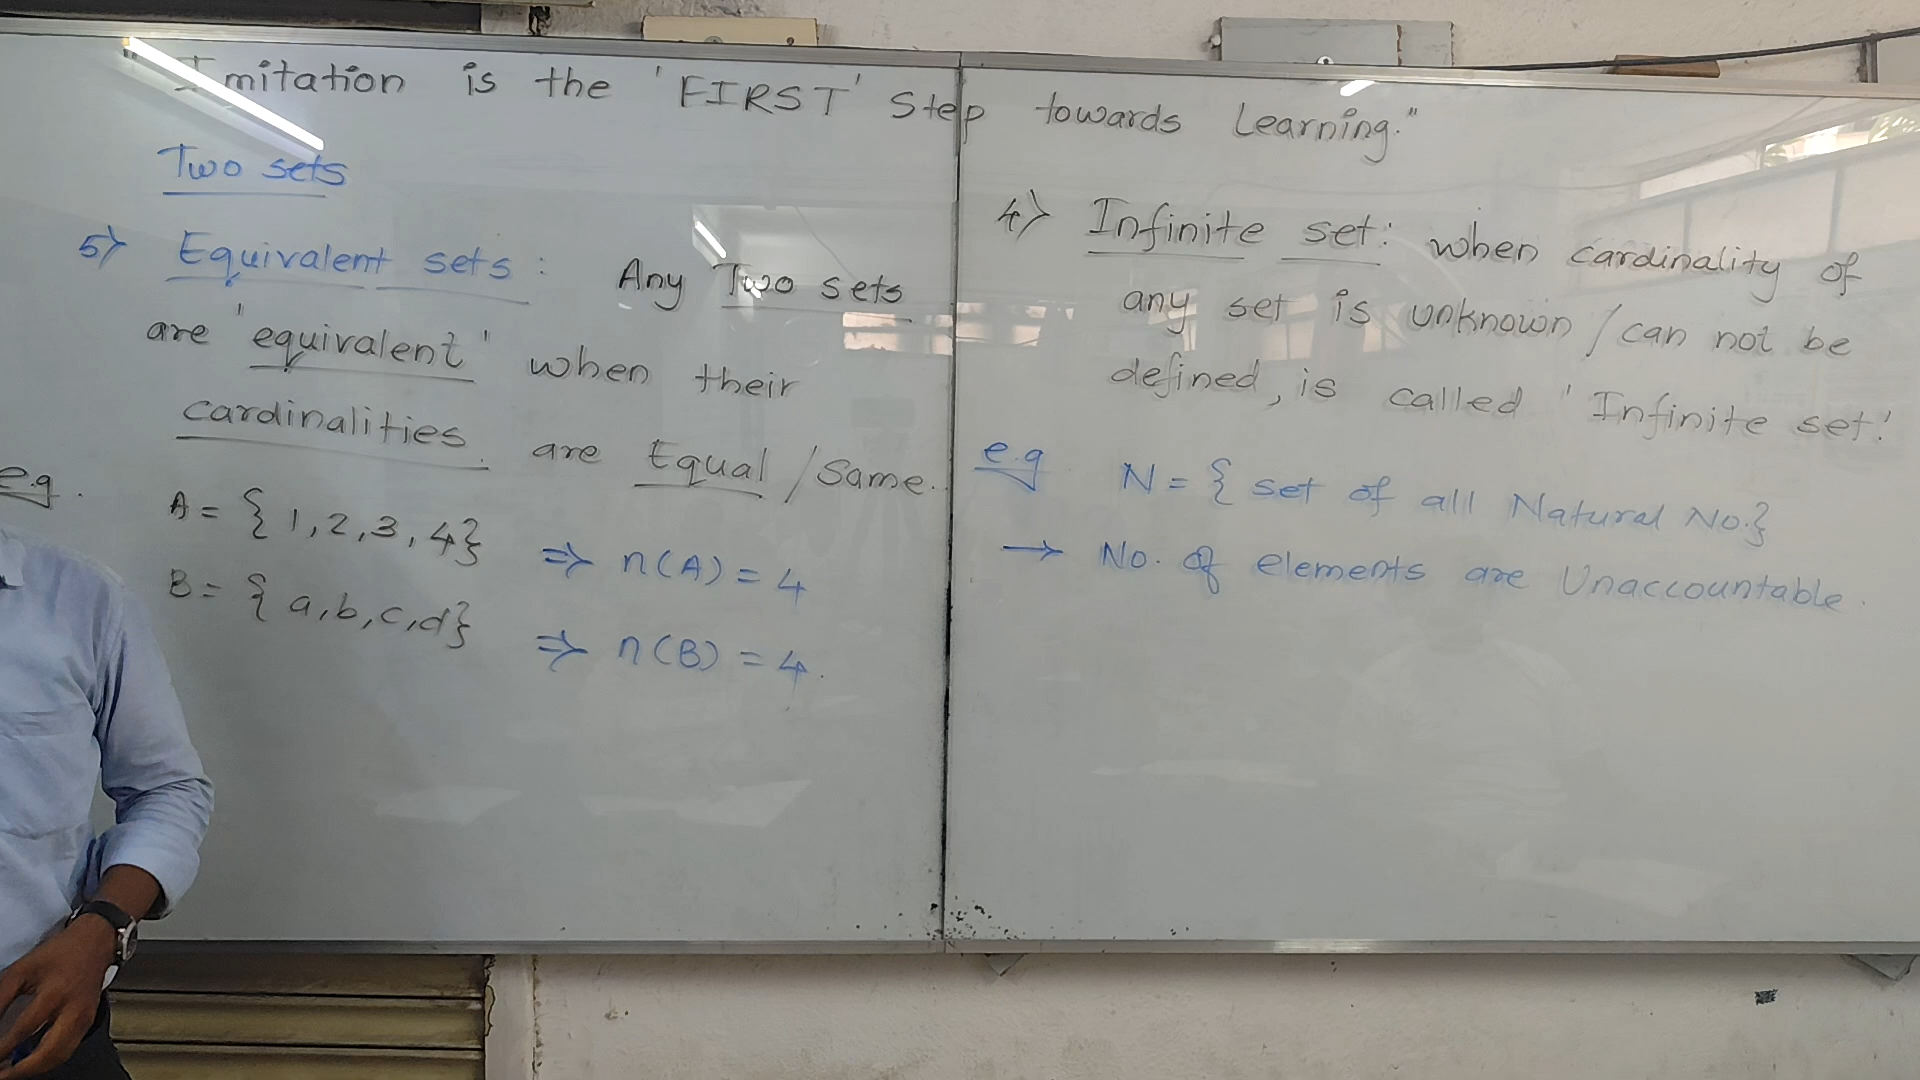 " Imitation is the 'FIRST' Step towards Learning."
Two sets
5) Equivalent sets : Any Two sets
are 'equivalent' when their
cardinalities are Equal / Same.
e.g.
A = { 1, 2, 3, 4} ⇒ n(A) = 4
B = { a, b, c, d} ⇒ n(B) = 4.
4) Infinite set: when cardinality of
any set is unknown / can not be
defined, is called 'Infinite set.'
e.g N = { set of all Natural No.}
→ No. of elements are Unaccountable.